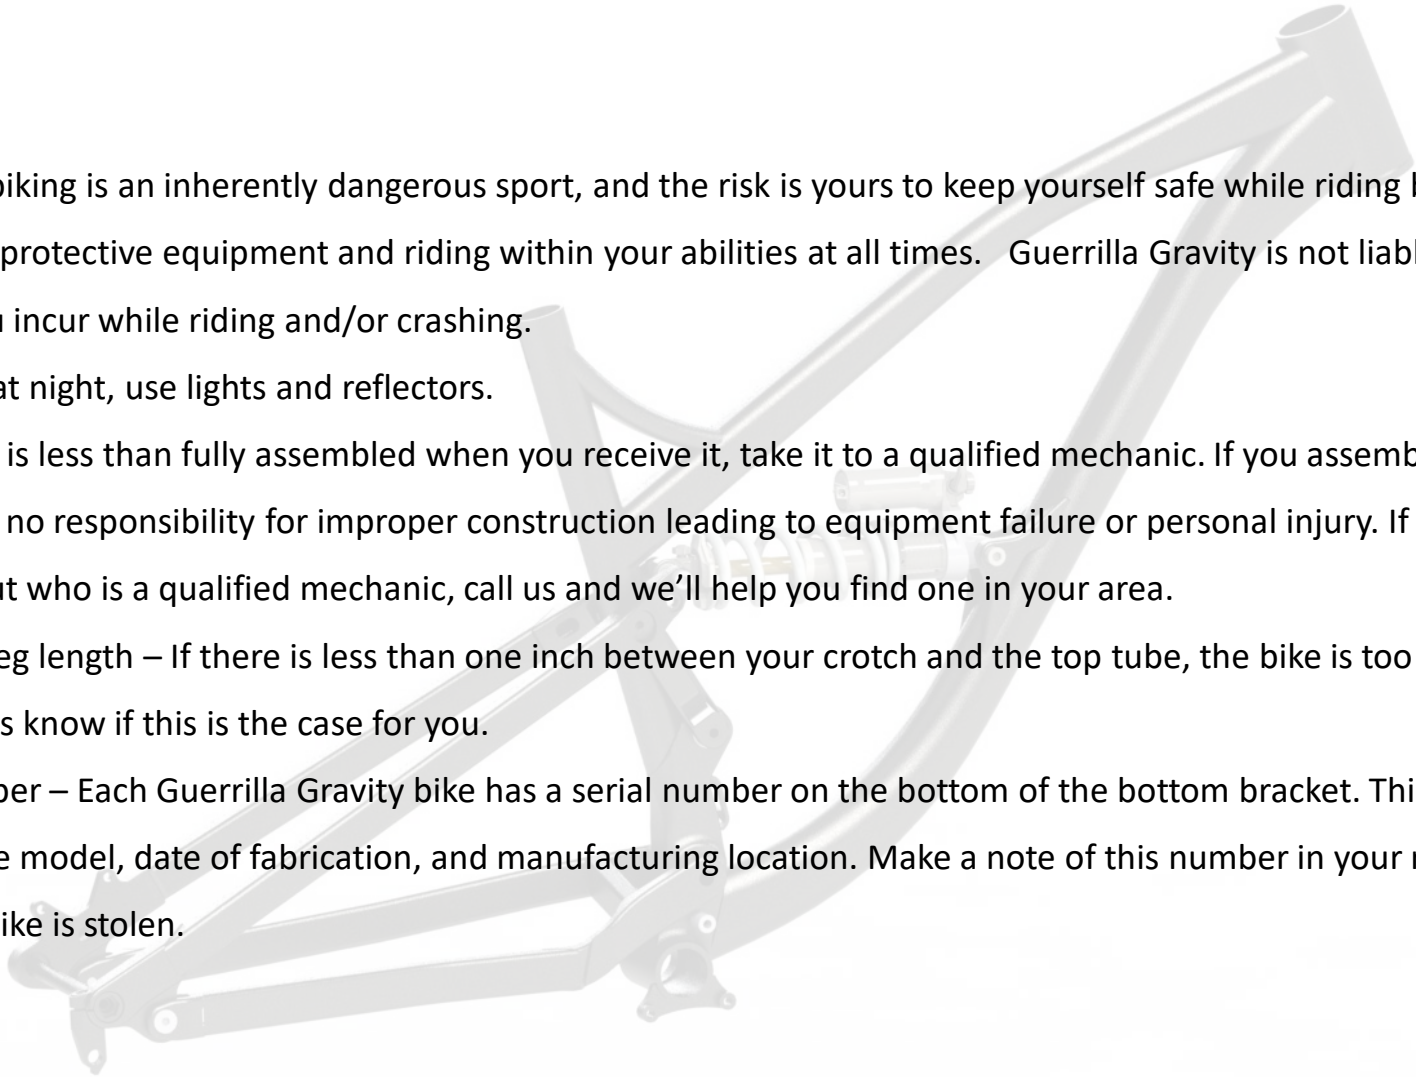 biking is an inherently dangerous sport, and the risk is yours to keep yourself safe while riding
protective equipment and riding within your abilities at all times. Guerrilla Gravity is not
incur while riding and/or crashing.
at night, use lights and reflectors.
is less than fully assembled when you receive it, take it to a qualified mechanic. If you
no responsibility for improper construction leading to equipment failure or personal injury. If
who is a qualified mechanic, call us and we’ll help you find one in your area.
length – If there is less than one inch between your crotch and the top tube, the bike is too
know if this is the case for you.
– Each Guerrilla Gravity bike has a serial number on the bottom of the bottom bracket.
model, date of fabrication, and manufacturing location. Make a note of this number in your
is stolen.